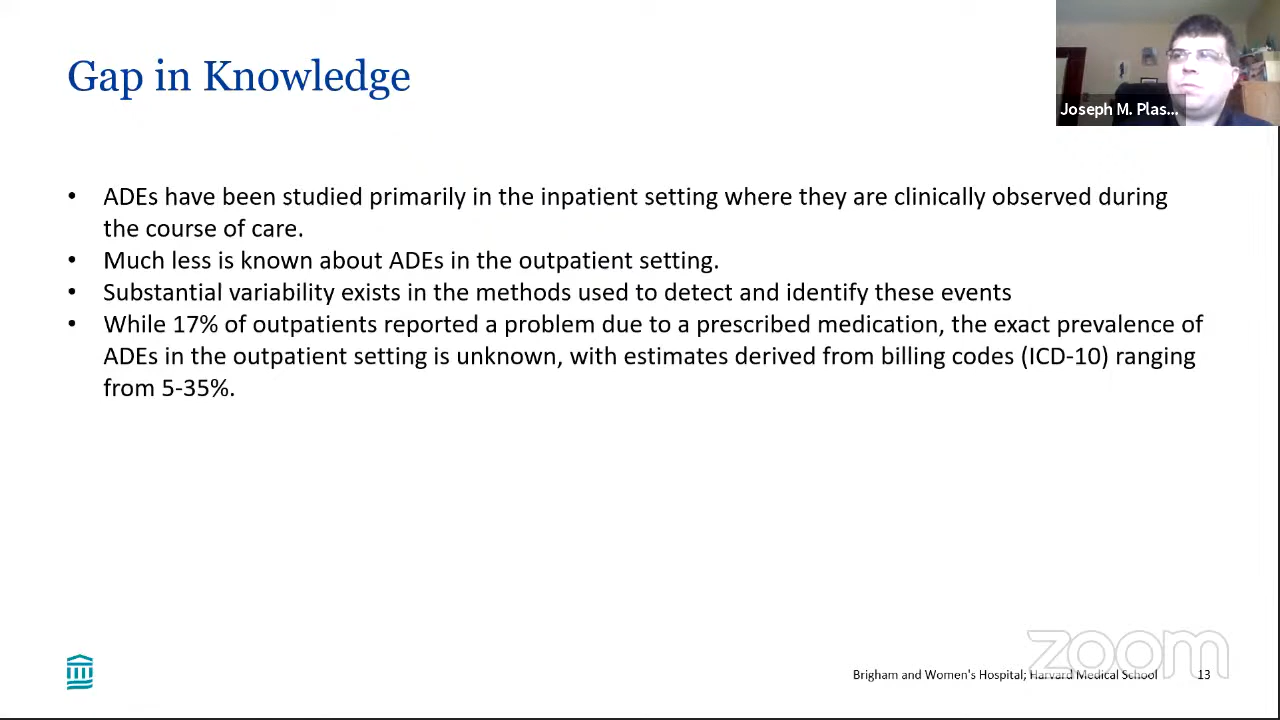 Gap in Knowledge
Joseph M. Plas...
• ADEs have been studied primarily in the inpatient setting where they are clinically observed during
the course of care.
• Much less is known about ADEs in the outpatient setting.
• Substantial variability exists in the methods used to detect and identify these events
• While 17% of outpatients reported a problem due to a prescribed medication, the exact prevalence of
ADEs in the outpatient setting is unknown, with estimates derived from billing codes (ICD-10) ranging
from 5-35%.
zoom
Brigham and Women's Hospital; Harvard Medical School
13